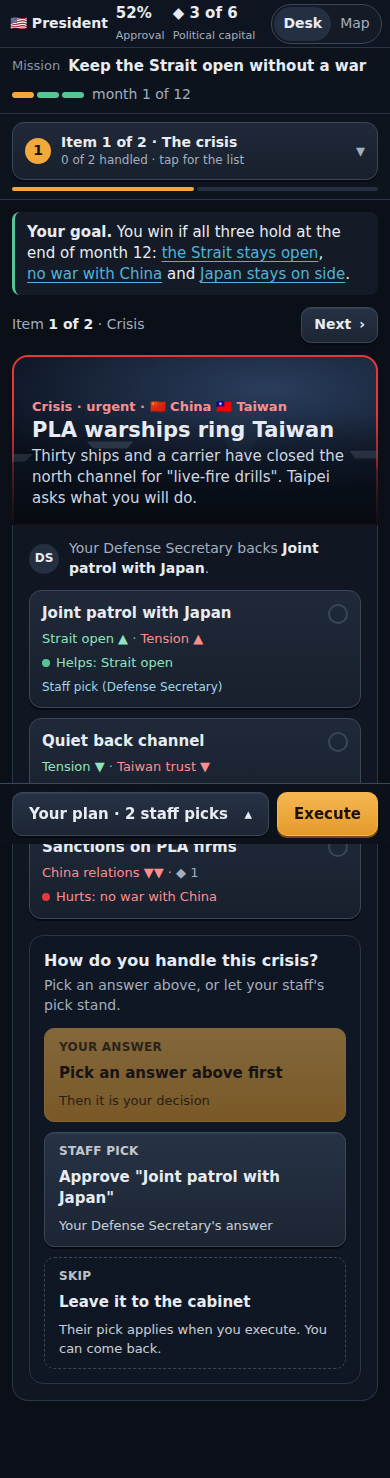 🇺🇸 President 52% Approval ◆ 3 of 6 Political capital Desk Map
Mission Keep the Strait open without a war
month 1 of 12
1 Item 1 of 2 · The crisis ▼
0 of 2 handled · tap for the list
Your goal. You win if all three hold at the
end of month 12: the Strait stays open,
no war with China and Japan stays on side.
Item 1 of 2 · Crisis Next ›
Crisis · urgent · 🇨🇳 China 🇹🇼 Taiwan
PLA warships ring Taiwan
Thirty ships and a carrier have closed the
north channel for "live-fire drills". Taipei
asks what you will do.
DS Your Defense Secretary backs Joint
patrol with Japan.
Joint patrol with Japan
Strait open ▲ · Tension ▲
Helps: Strait open
Staff pick (Defense Secretary)
Quiet back channel
Tension ▼ · Taiwan trust ▼
Your plan · 2 staff picks ▲ Execute
Sanctions on PLA firms
China relations ▼▼ · ◆ 1
Hurts: no war with China
How do you handle this crisis?
Pick an answer above, or let your staff's
pick stand.
YOUR ANSWER
Pick an answer above first
Then it is your decision
STAFF PICK
Approve "Joint patrol with
Japan"
Your Defense Secretary's answer
SKIP
Leave it to the cabinet
Their pick applies when you execute. You
can come back.